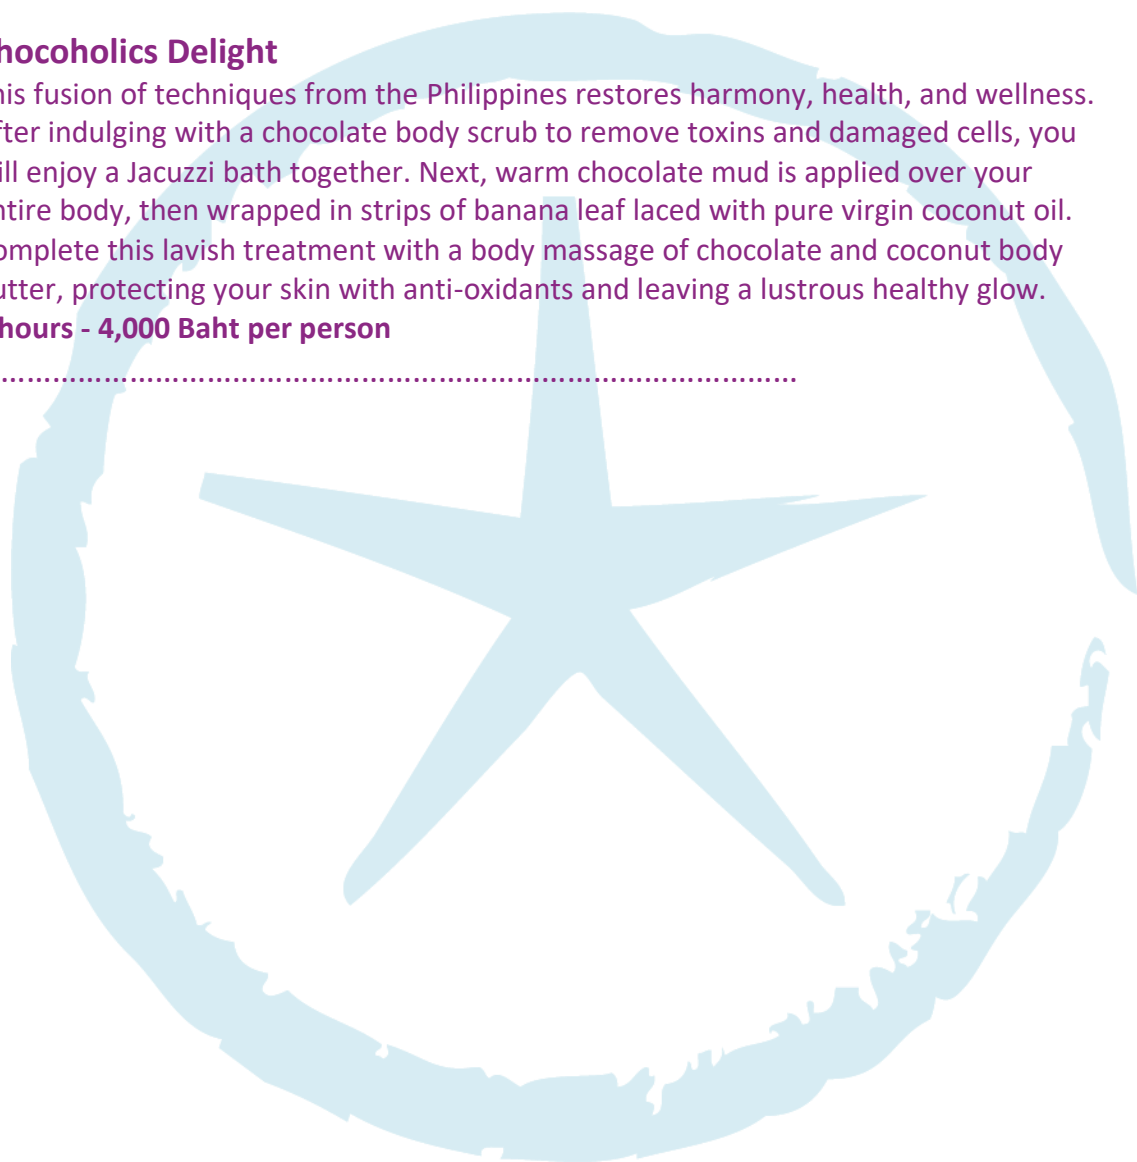 hocoholics Delight
his fusion of techniques from the Philippines restores harmony, health, and wellness.
fter indulging with a chocolate body scrub to remove toxins and damaged cells, you
ill enjoy a Jacuzzi bath together. Next, warm chocolate mud is applied over your
ntire body, then wrapped in strips of banana leaf laced with pure virgin coconut oil.
omplete this lavish treatment with a body massage of chocolate and coconut body
utter, protecting your skin with anti-oxidants and leaving a lustrous healthy glow.
hours - 4,000 Baht per person
……………………………………………………………………………………